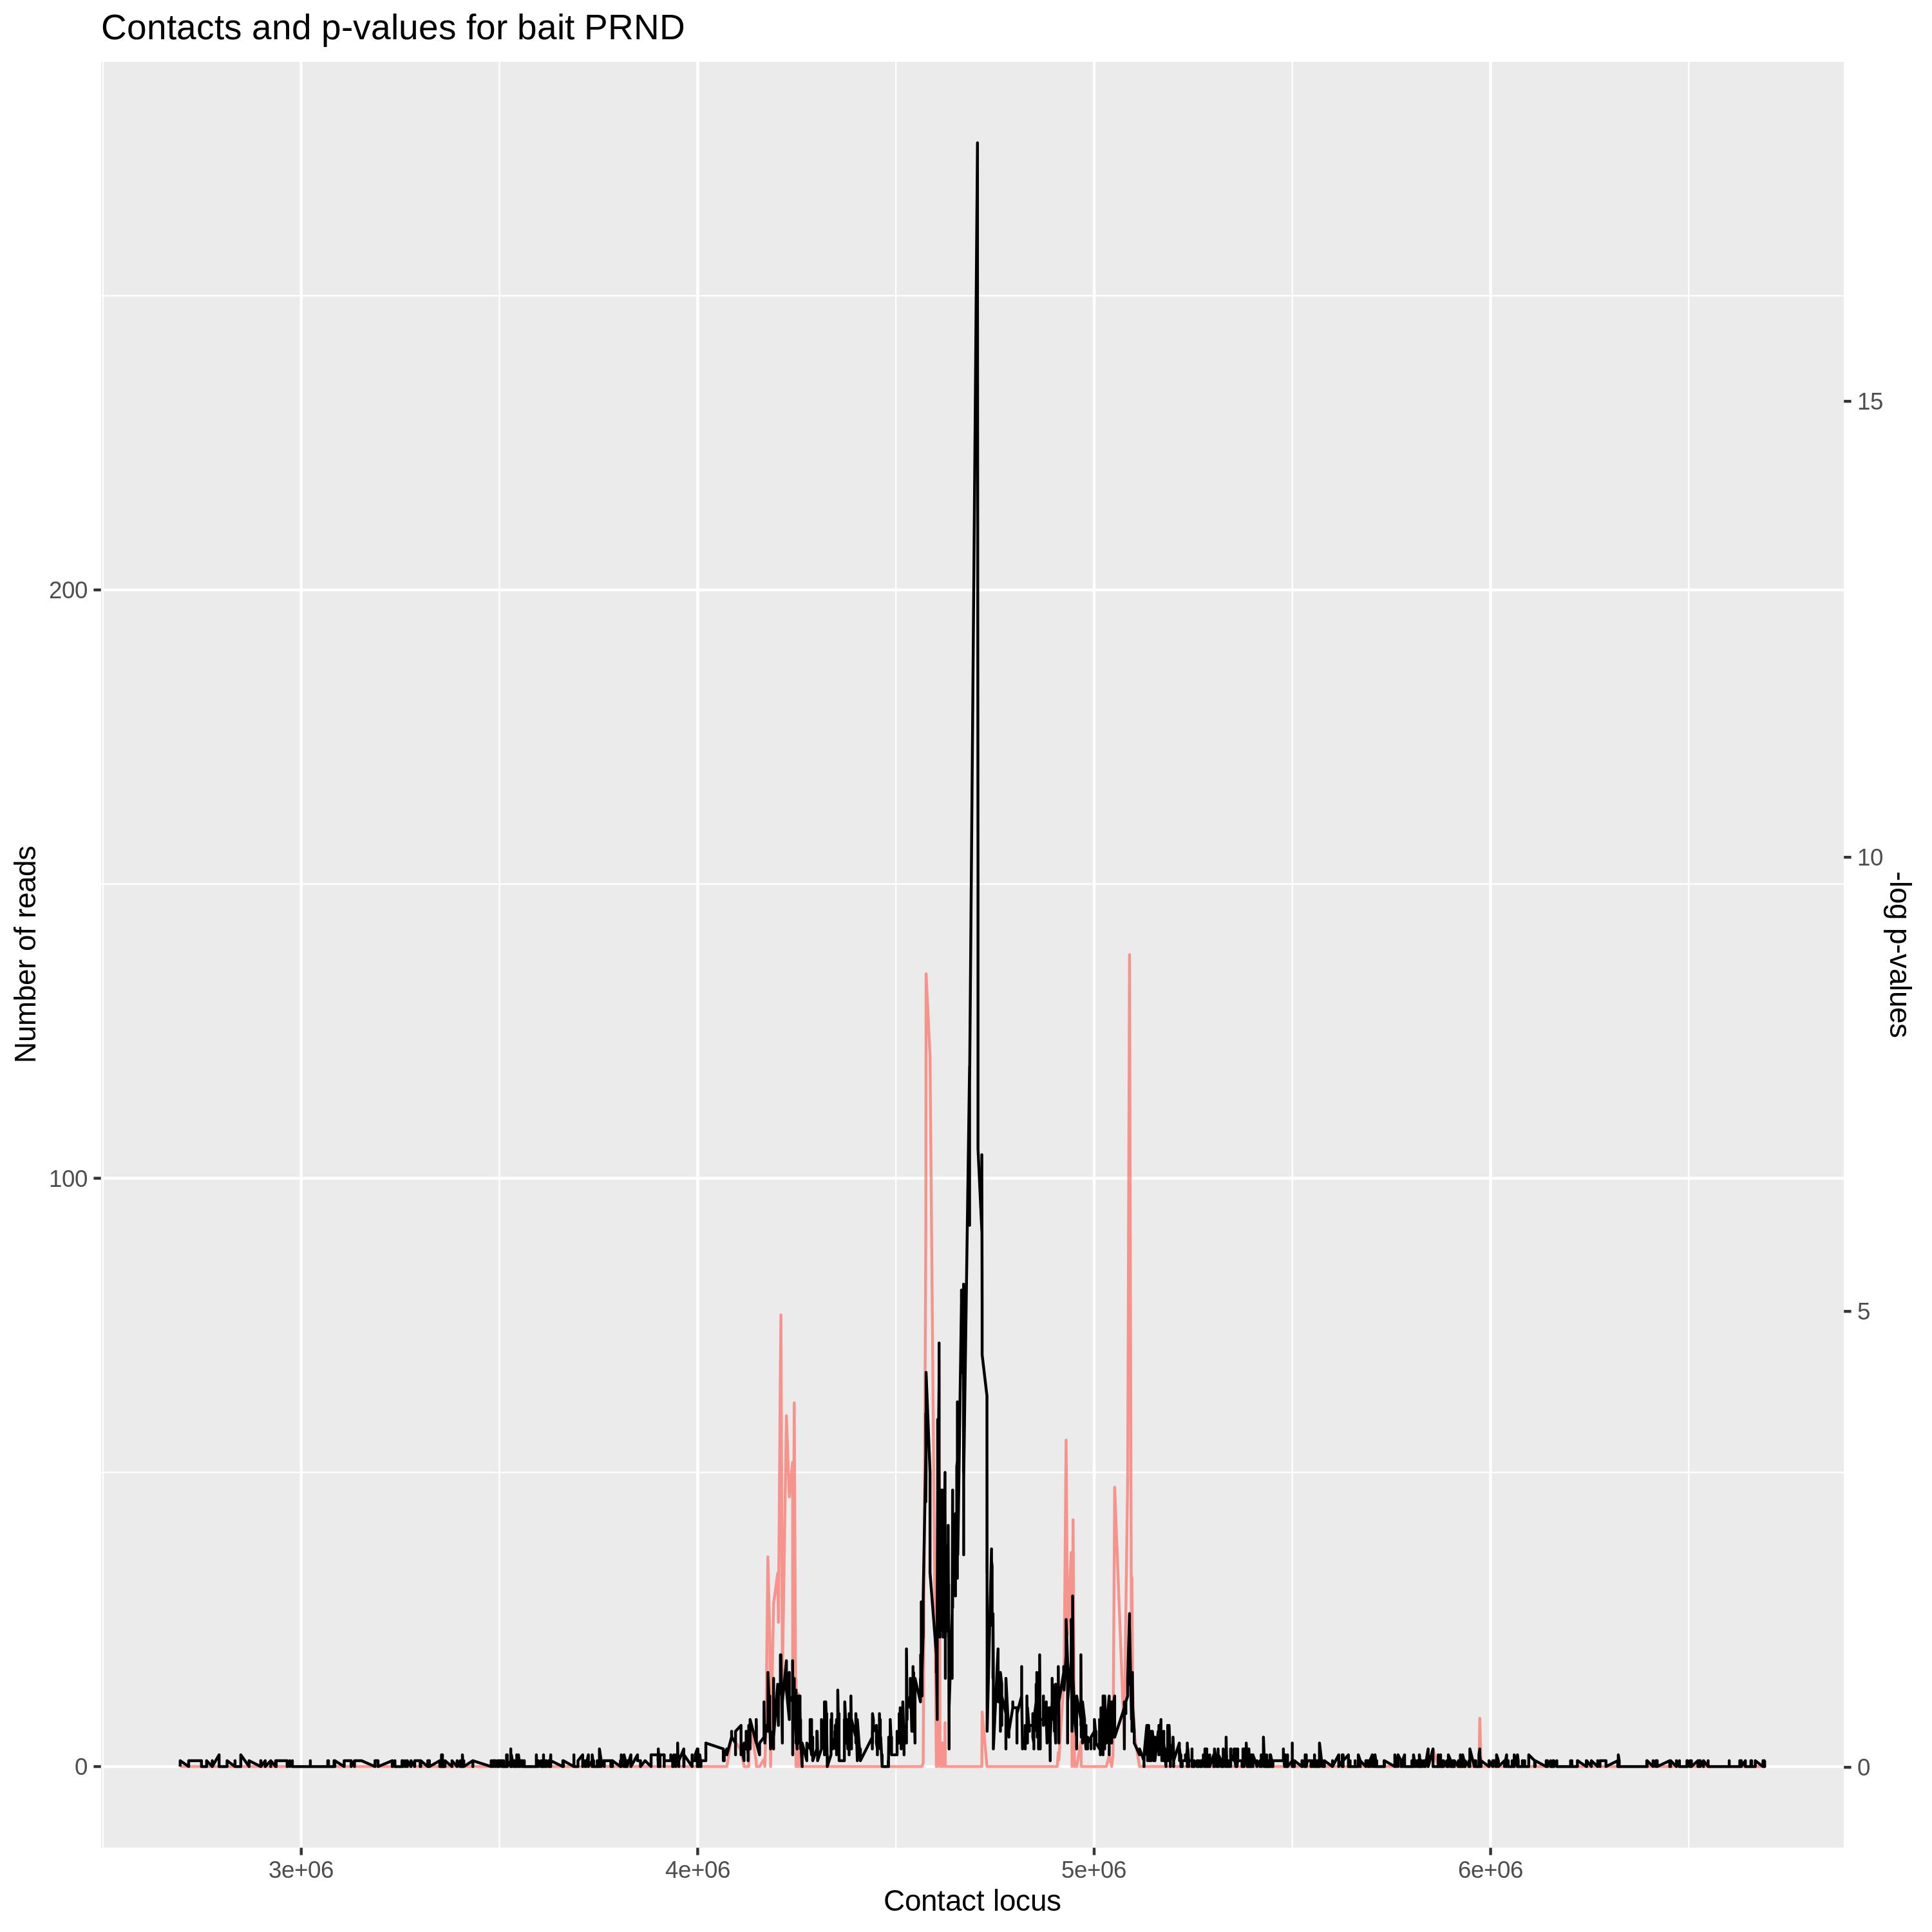 Contacts and p-values for bait PRND
Number of reads
200
100
0
15
10
5
0
-log p-values
3e+06
4e+06
5e+06
6e+06
Contact locus